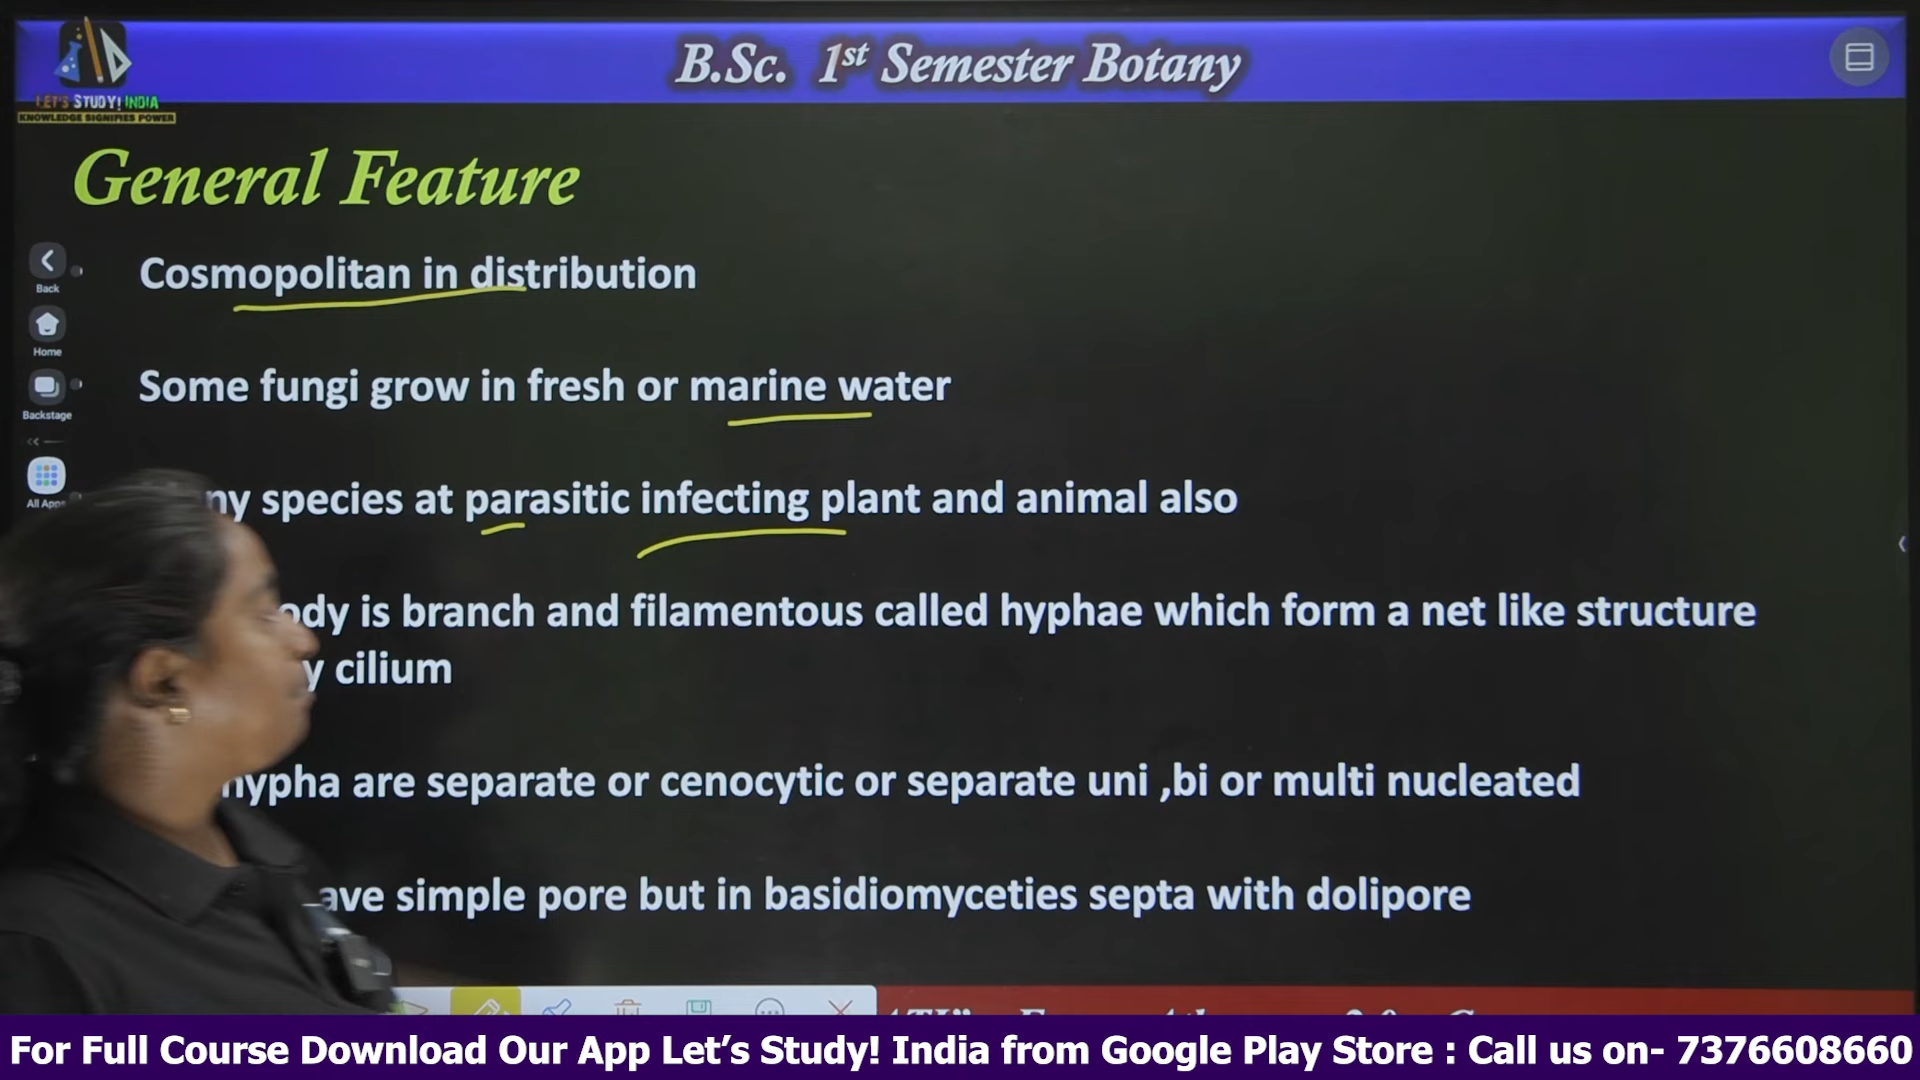 B.Sc. 1st Semester Botany
LET'S STUDY! INDIA
KNOWLEDGE SIGNIFIES POWER
General Feature
Back
Cosmopolitan in distribution
Home
Some fungi grow in fresh or marine water
Backstage
All Apps
ny species at parasitic infecting plant and animal also
ody is branch and filamentous called hyphae which form a net like structure
y cilium
hypha are separate or cenocytic or separate uni ,bi or multi nucleated
ave simple pore but in basidiomyceties septa with dolipore
For Full Course Download Our App Let's Study! India from Google Play Store : Call us on- 7376608660